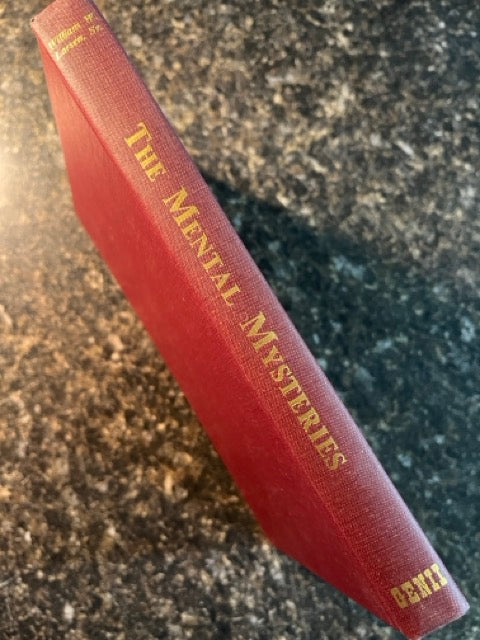 William W.
Larsen, Sr.
THE MENTAL MYSTERIES
GENII